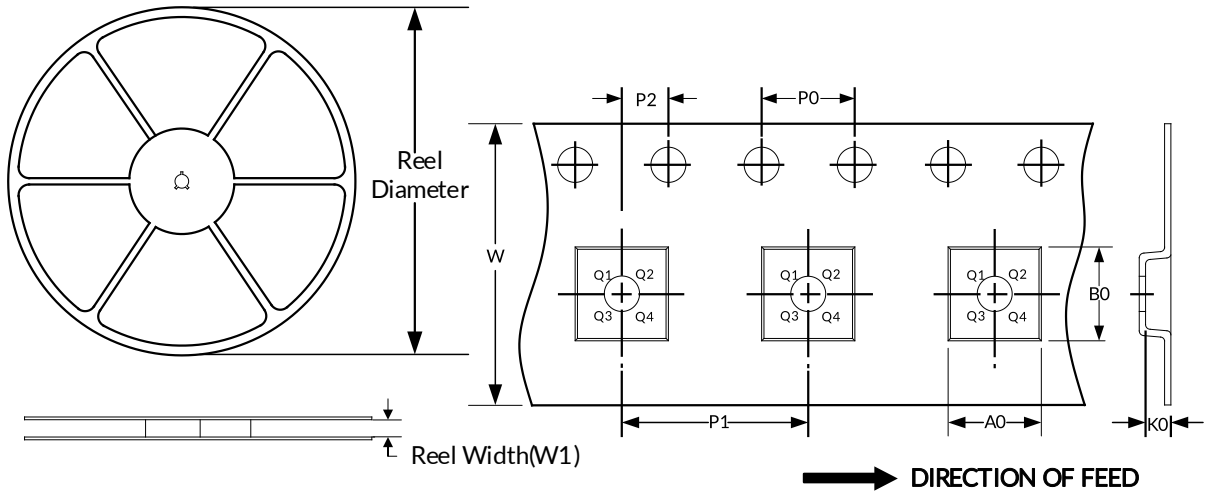 Reel
Diameter
Reel Width(W1)
P2
P0
W
Q1 Q2
Q3 Q4
Q1 Q2
Q3 Q4
Q1 Q2
Q3 Q4
B0
P1
A0
K0
DIRECTION OF FEED